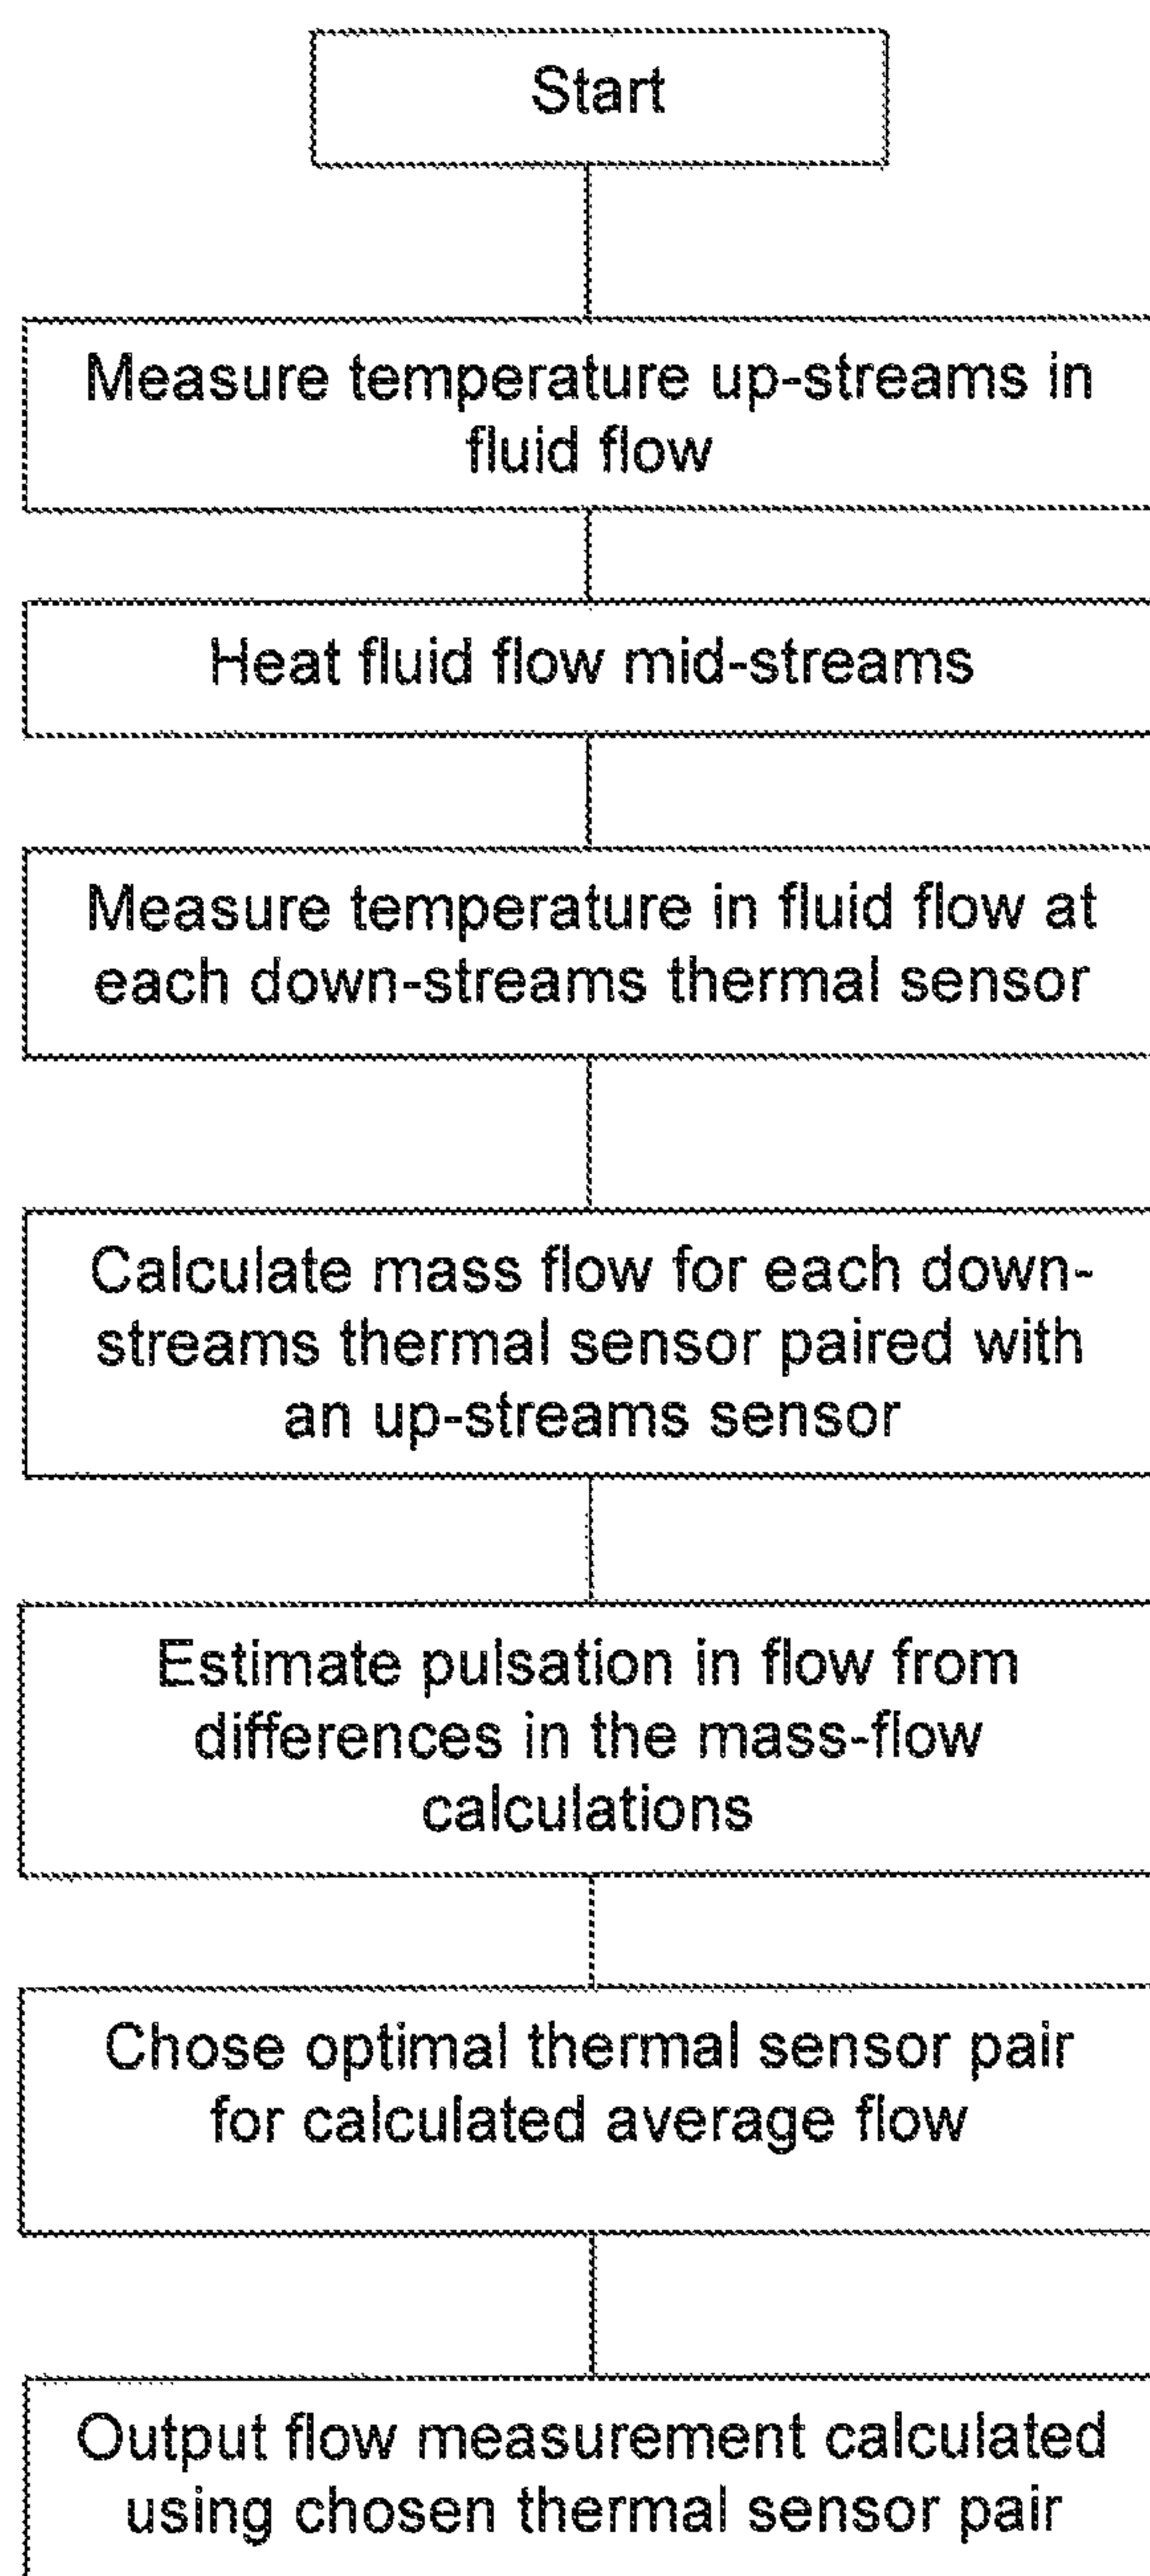 Start
Measure temperature up-streams in
fluid flow
Heat fluid flow mid-streams
Measure temperature in fluid flow at
each down-streams thermal sensor
Calculate mass flow for each down-
streams thermal sensor paired with
an up-streams sensor
Estimate pulsation in flow from
differences in the mass-flow
calculations
Chose optimal thermal sensor pair
for calculated average flow
Output flow measurement calculated
using chosen thermal sensor pair